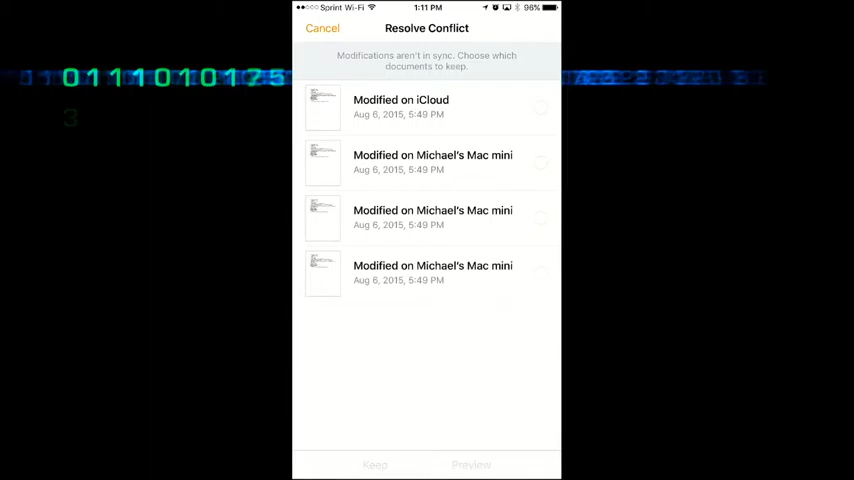 Sprint Wi-Fi 1:11 PM 96%
Cancel Resolve Conflict
Modifications aren't in sync. Choose which
documents to keep.
Modified on iCloud
Aug 6, 2015, 5:49 PM
Modified on Michael's Mac mini
Aug 6, 2015, 5:49 PM
Modified on Michael's Mac mini
Aug 6, 2015, 5:49 PM
Modified on Michael's Mac mini
Aug 6, 2015, 5:49 PM
Keep Preview
0111010175
3